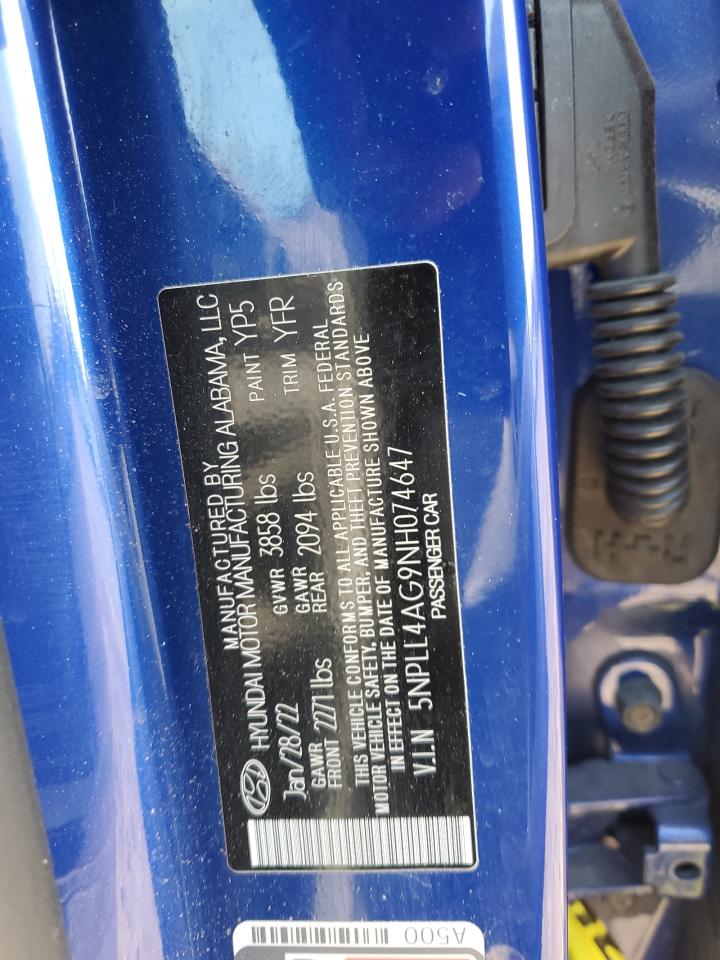 MANUFACTURED BY
HYUNDAI MOTOR MANUFACTURING ALABAMA, LLC
Jan/28/22 GVWR 3858 lbs PAINT YP5
GAWR FRONT 2271 lbs GAWR REAR 2094 lbs TRIM YFR
THIS VEHICLE CONFORMS TO ALL APPLICABLE U.S.A. FEDERAL
MOTOR VEHICLE SAFETY, BUMPER, AND THEFT PREVENTION STANDARDS
IN EFFECT ON THE DATE OF MANUFACTURE SHOWN ABOVE
V.I.N 5NPLL4AG9NH074647
PASSENGER CAR
A500